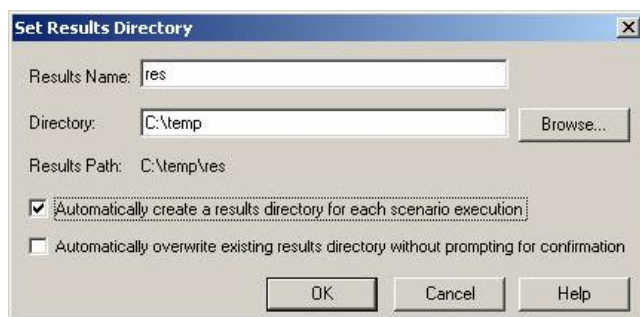 Set Results Directory
Results Name: res
Directory: C:\temp Browse...
Results Path: C:\temp\res
Automatically create a results directory for each scenario execution
Automatically overwrite existing results directory without prompting for confirmation
OK Cancel Help